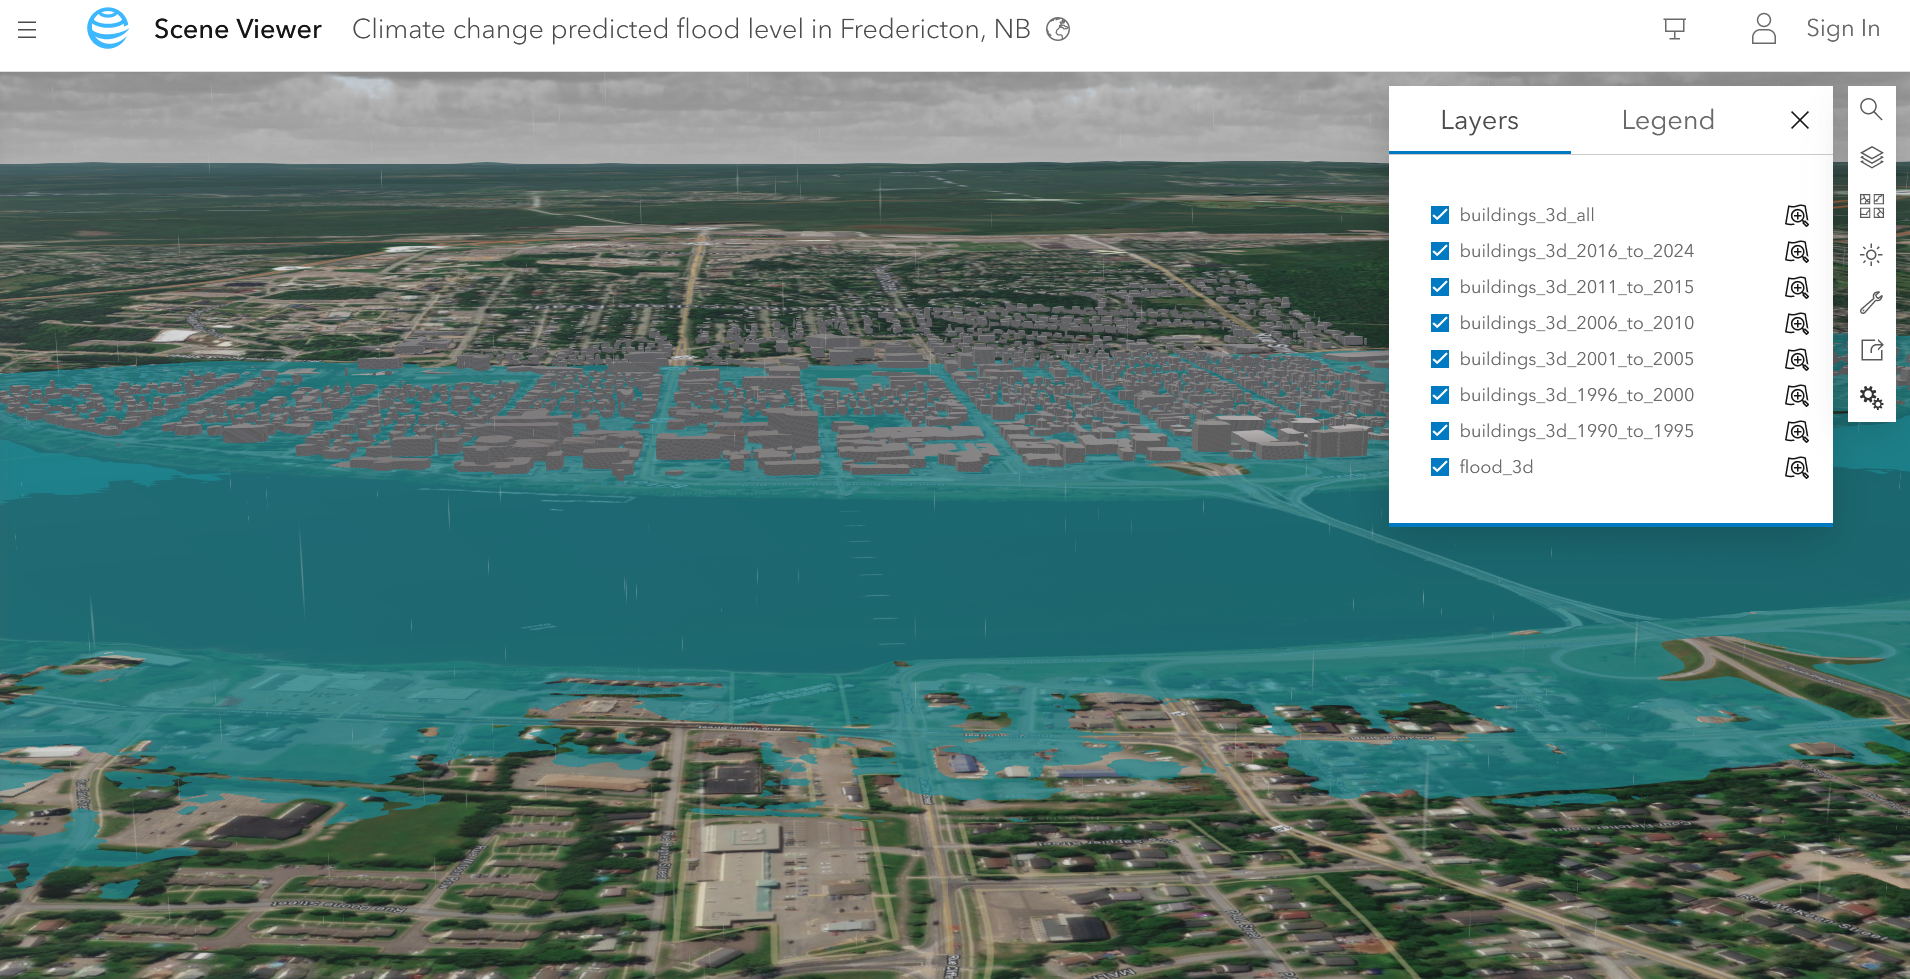 Scene Viewer
Climate change predicted flood level in Fredericton, NB
Sign In
Layers
Legend
buildings_3d_all
buildings_3d_2016_to_2024
buildings_3d_2011_to_2015
buildings_3d_2006_to_2010
buildings_3d_2001_to_2005
buildings_3d_1996_to_2000
buildings_3d_1990_to_1995
flood_3d